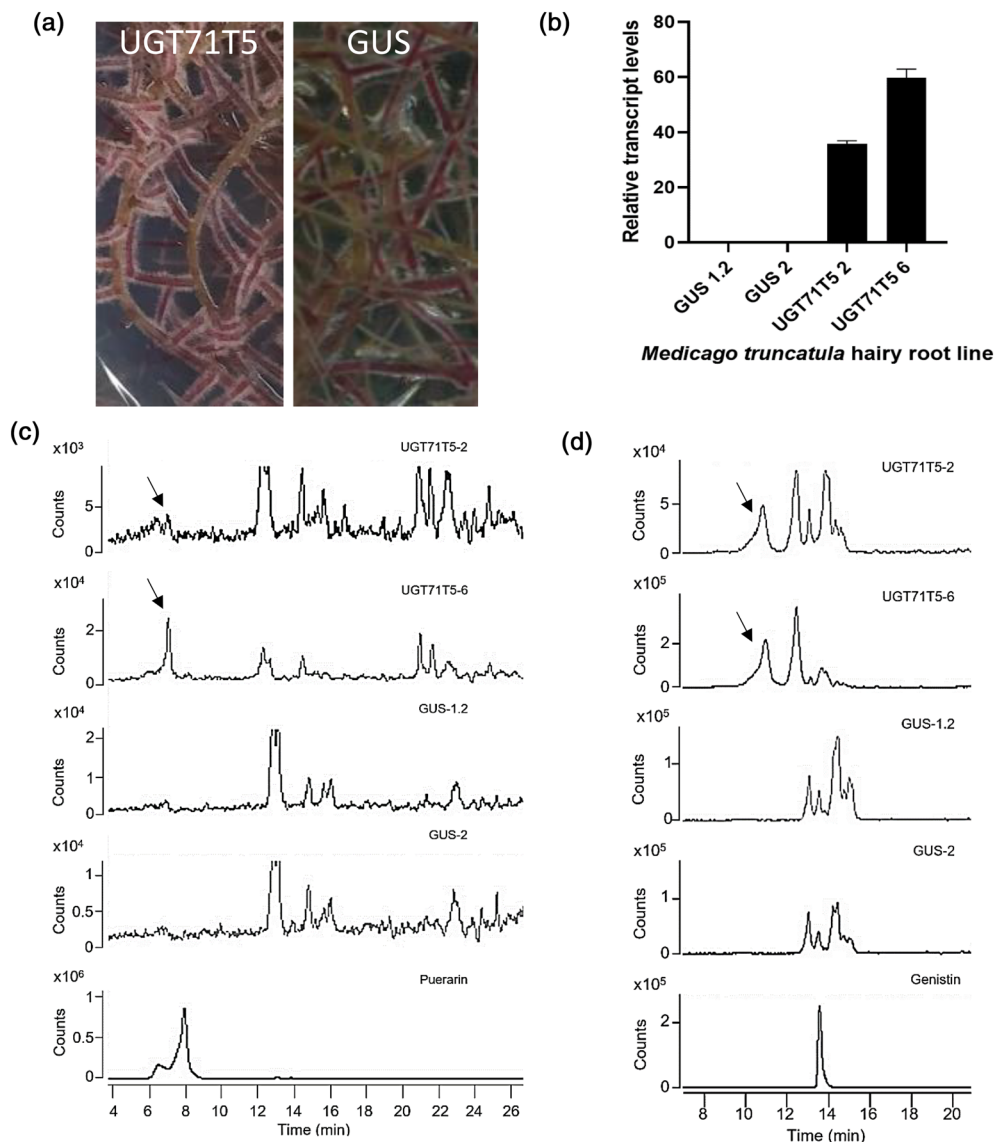 (a)
UGT71T5
GUS
(b)
Relative transcript levels
80
60
40
20
0
GUS 1.2
GUS 2
UGT71T5 2
UGT71T5 6
Medicago truncatula hairy root line
(c)
x10³
UGT71T5-2
Counts
5
0
x10⁴
UGT71T5-6
Counts
2
0
x10⁴
GUS-1.2
Counts
2
1
0
x10⁴
GUS-2
Counts
1
0.5
0
x10⁶
Puerarin
Counts
1
0.5
0
4 6 8 10 12 14 16 18 20 22 24 26
Time (min)
(d)
x10⁴
UGT71T5-2
Counts
5
0
x10⁵
UGT71T5-6
Counts
2
0
x10⁵
GUS-1.2
Counts
1
0
x10⁵
GUS-2
Counts
1
0
x10⁵
Genistin
Counts
2
0
8 10 12 14 16 18 20
Time (min)